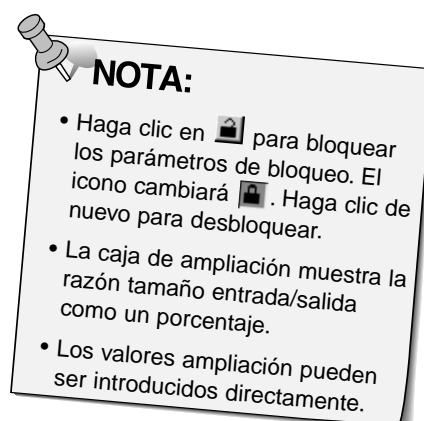 NOTA:
• Haga clic en para bloquear
los parámetros de bloqueo. El
icono cambiará . Haga clic de
nuevo para desbloquear.
• La caja de ampliación muestra la
razón tamaño entrada/salida
como un porcentaje.
• Los valores ampliación pueden
ser introducidos directamente.